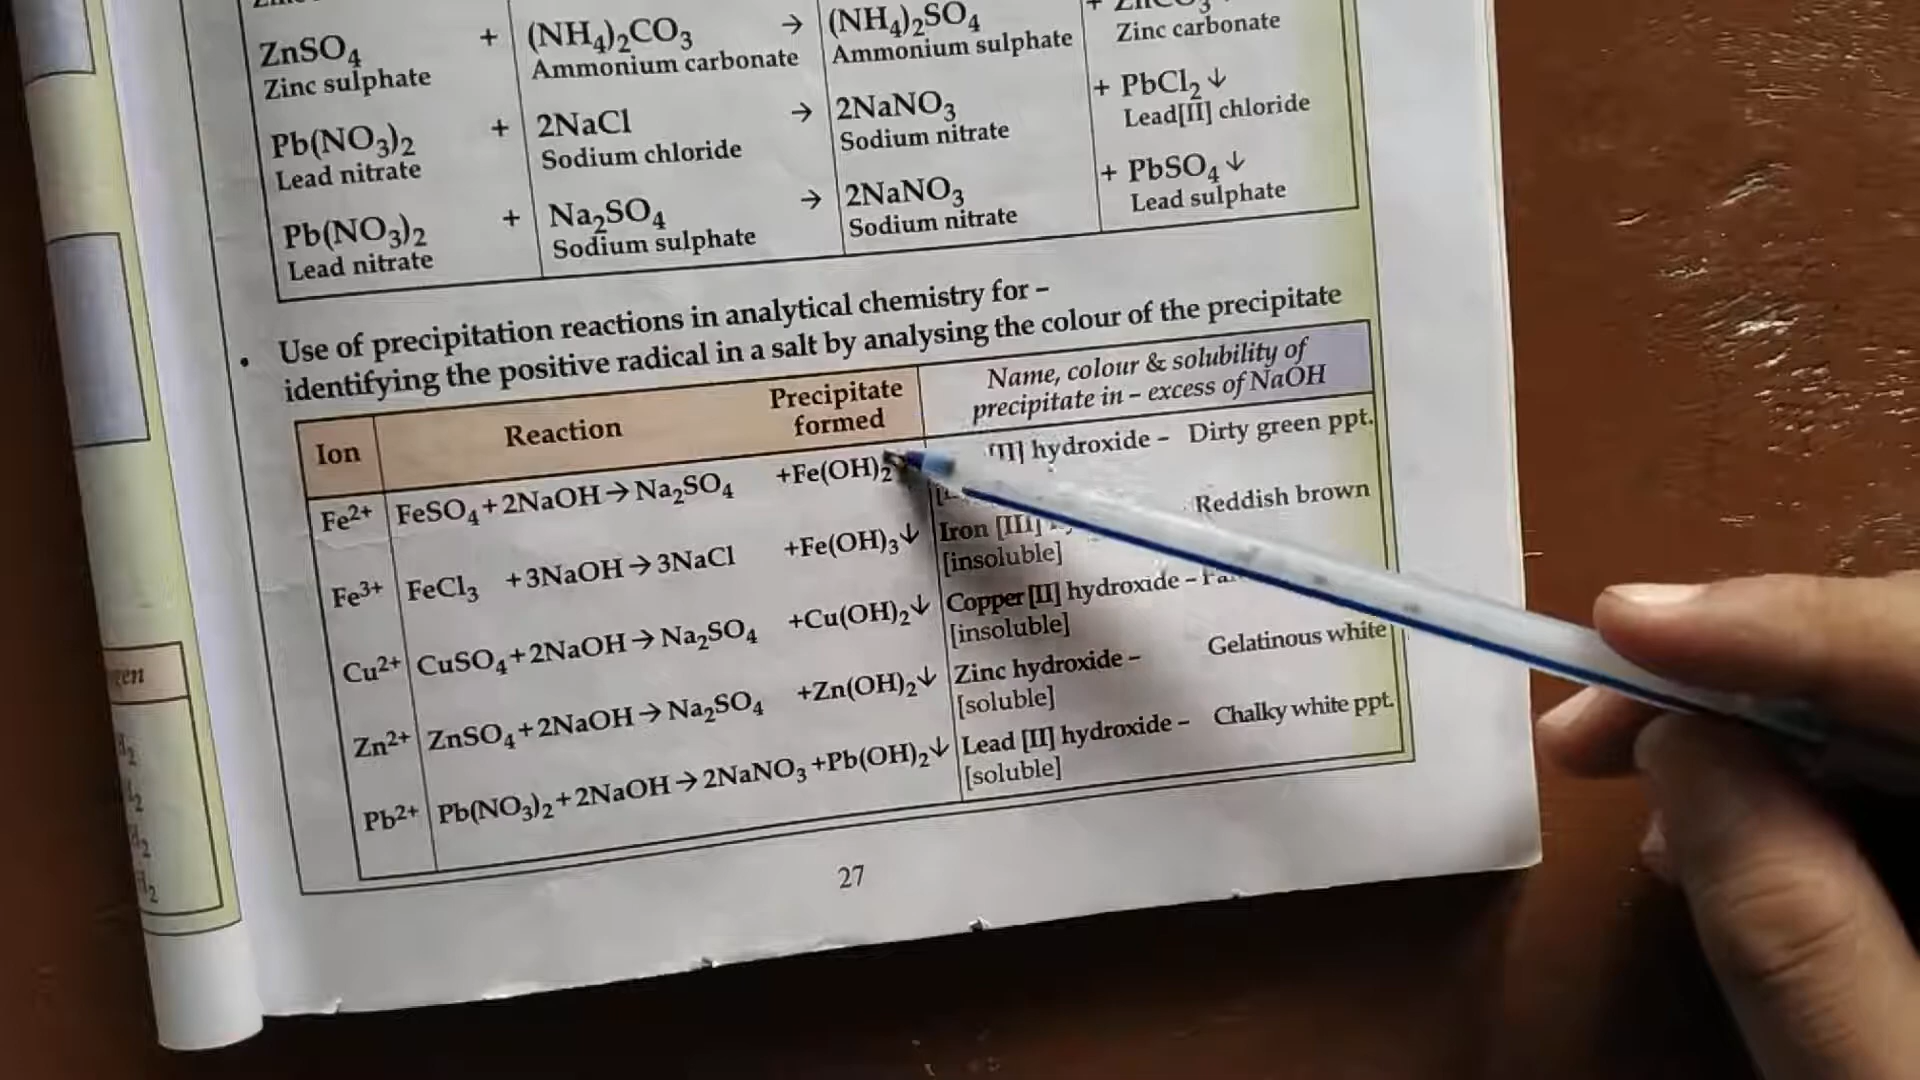 (NH₄)₂CO₃ → (NH₄)₂SO₄
ZnSO₄ +
Zinc sulphate Ammonium carbonate Ammonium sulphate Zinc carbonate
Pb(NO₃)₂ + 2NaCl → 2NaNO₃ + PbCl₂↓
Lead nitrate Sodium chloride Sodium nitrate Lead[II] chloride
Pb(NO₃)₂ + Na₂SO₄ → 2NaNO₃ + PbSO₄↓
Lead nitrate Sodium sulphate Sodium nitrate Lead sulphate
• Use of precipitation reactions in analytical chemistry for –
identifying the positive radical in a salt by analysing the colour of the precipitate
Ion Reaction Precipitate formed Name, colour & solubility of
precipitate in – excess of NaOH
Fe²⁺ FeSO₄+2NaOH→Na₂SO₄ +Fe(OH)₂ [II] hydroxide – Dirty green ppt.
Fe³⁺ FeCl₃ +3NaOH→3NaCl +Fe(OH)₃↓ Iron [III] Reddish brown
[insoluble]
Cu²⁺ CuSO₄+2NaOH→Na₂SO₄ +Cu(OH)₂↓ Copper [II] hydroxide –
[insoluble]
Zn²⁺ ZnSO₄+2NaOH→Na₂SO₄ +Zn(OH)₂↓ Zinc hydroxide – Gelatinous white
[soluble]
Pb²⁺ Pb(NO₃)₂+2NaOH→2NaNO₃+Pb(OH)₂↓ Lead [II] hydroxide – Chalky white ppt.
[soluble]
27